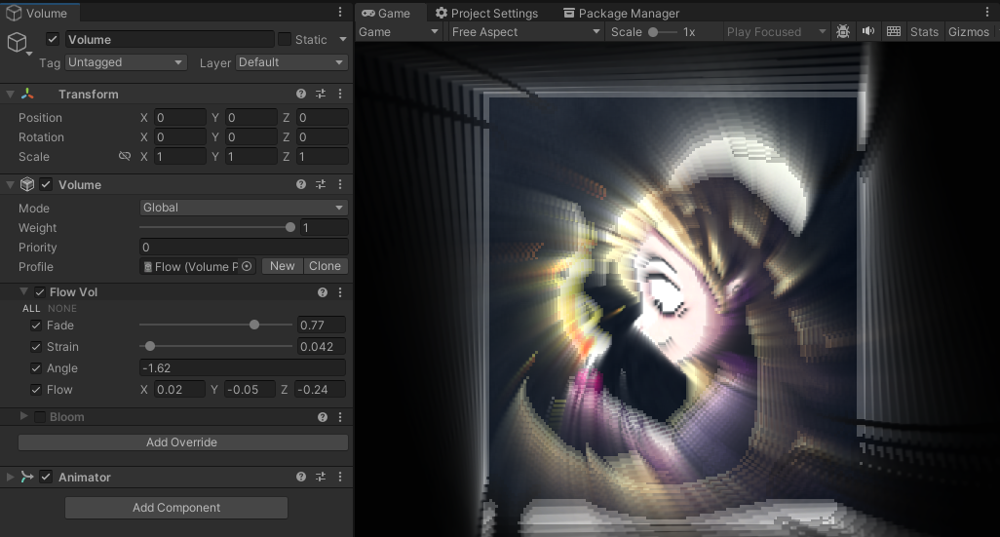 Volume
Volume
Static
Tag Untagged Layer Default
Transform
Position X 0 Y 0 Z 0
Rotation X 0 Y 0 Z 0
Scale X 1 Y 1 Z 1
Volume
Mode Global
Weight 1
Priority 0
Profile Flow (Volume P New Clone
Flow Vol
ALL NONE
Fade 0.77
Strain 0.042
Angle -1.62
Flow X 0.02 Y -0.05 Z -0.24
Bloom
Add Override
Animator
Add Component
Game Project Settings Package Manager
Game Free Aspect Scale 1x Play Focused Stats Gizmos